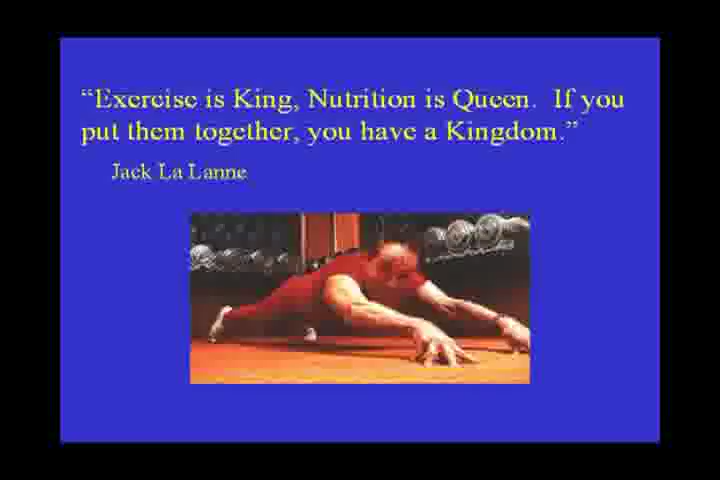 “Exercise is King, Nutrition is Queen. If you
put them together, you have a Kingdom.”
Jack La Lanne